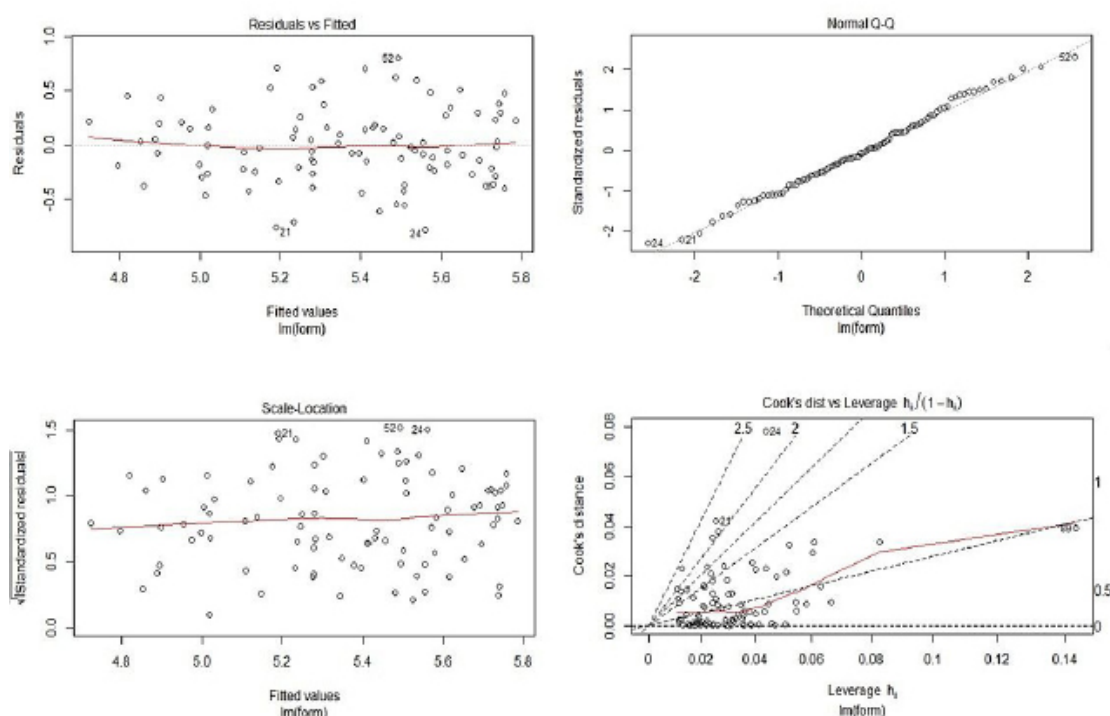 Residuals vs Fitted
1.0
0.5
0.0
-0.5
Residuals
52
21
24
4.8 5.0 5.2 5.4 5.6 5.8
Fitted values
lm(form)
Normal Q-Q
2
1
0
-1
-2
Standardized residuals
52
24
21
-2 -1 0 1 2
Theoretical Quantiles
lm(form)
Scale-Location
1.5
1.0
0.5
0.0
√|Standardized residuals|
21
52
24
4.8 5.0 5.2 5.4 5.6 5.8
Fitted values
lm(form)
Cook's dist vs Leverage hᵢᵢ/(1−hᵢᵢ)
0.08
0.06
0.04
0.02
0.00
Cook's distance
2.5 2 1.5
24
21
1
0.5
0
0 0.02 0.04 0.06 0.08 0.1 0.12 0.14
Leverage hᵢᵢ
lm(form)